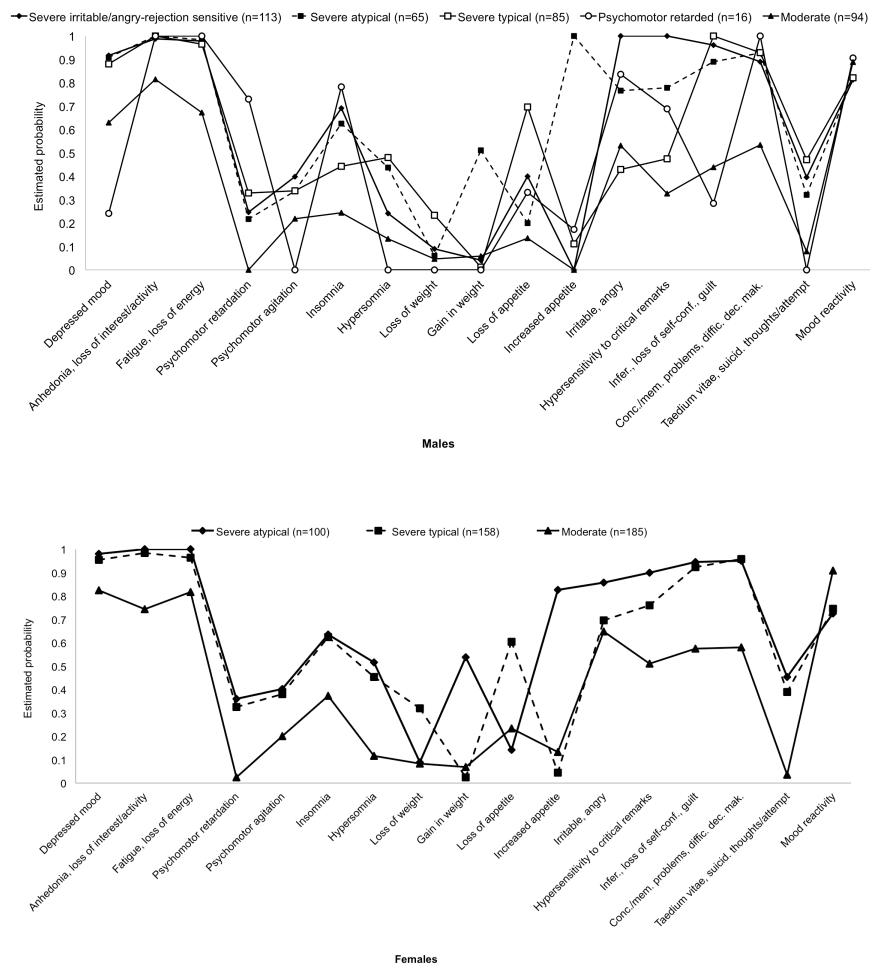 Severe irritable/angry-rejection sensitive (n=113) Severe atypical (n=65) Severe typical (n=85) Psychomotor retarded (n=16) Moderate (n=94)
Estimated probability
1
0.9
0.8
0.7
0.6
0.5
0.4
0.3
0.2
0.1
0
Depressed mood
Anhedonia, loss of interest/activity
Fatigue, loss of energy
Psychomotor retardation
Psychomotor agitation
Insomnia
Hypersomnia
Loss of weight
Gain in weight
Loss of appetite
Increased appetite
Irritable, angry
Hypersensitivity to critical remarks
Infer., loss of self-conf., guilt
Conc./mem. problems, diffic. dec. mak.
Taedium vitae, suicid. thoughts/attempt
Mood reactivity
Males
Severe atypical (n=100) Severe typical (n=158) Moderate (n=185)
Estimated probability
1
0.9
0.8
0.7
0.6
0.5
0.4
0.3
0.2
0.1
0
Depressed mood
Anhedonia, loss of interest/activity
Fatigue, loss of energy
Psychomotor retardation
Psychomotor agitation
Insomnia
Hypersomnia
Loss of weight
Gain in weight
Loss of appetite
Increased appetite
Irritable, angry
Hypersensitivity to critical remarks
Infer., loss of self-conf., guilt
Conc./mem. problems, diffic. dec. mak.
Taedium vitae, suicid. thoughts/attempt
Mood reactivity
Females